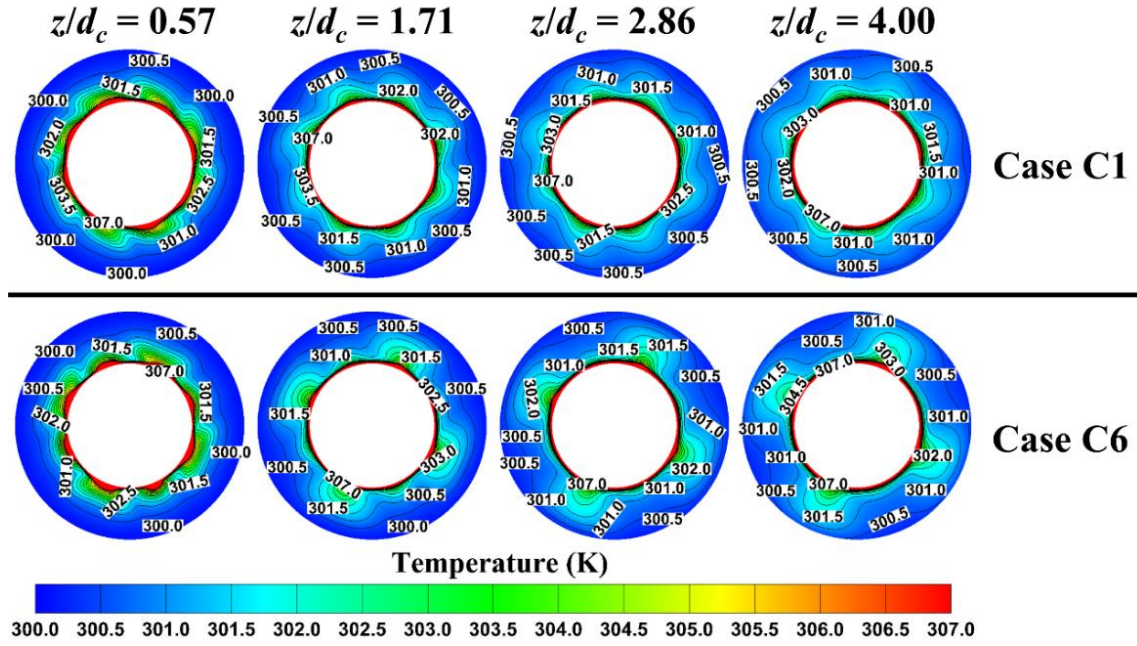 z/d_c = 0.57 z/d_c = 1.71 z/d_c = 2.86 z/d_c = 4.00
300.5 301.5 300.0 300.0 302.0 301.5 303.5 302.5 307.0 301.0 300.0 300.0
300.5 301.0 302.0 300.5 300.5 307.0 302.0 303.5 301.0 300.5 301.5 301.0 300.5 300.5
301.0 301.5 301.5 300.5 303.0 301.0 300.5 307.0 302.5 301.5 300.5
300.5 301.0 300.5 303.0 301.0 301.5 300.5 302.0 301.0 307.0 300.5 301.0 301.0 300.5
Case C1
300.5 300.0 301.5 307.0 300.5 302.0 301.5 300.0 301.0 302.5 301.5 300.0
300.5 300.5 301.0 301.5 302.5 300.5 300.5 303.0 307.0 300.5 301.5 300.0
300.5 301.5 301.5 300.5 302.0 301.0 300.5 302.0 307.0 301.0 301.0 301.0 300.5
301.0 300.5 303.0 307.0 301.5 304.5 300.5 301.0 301.0 302.0 300.5 307.0 301.0 301.5 300.5
Case C6
Temperature (K)
300.0 300.5 301.0 301.5 302.0 302.5 303.0 303.5 304.0 304.5 305.0 305.5 306.0 306.5 307.0